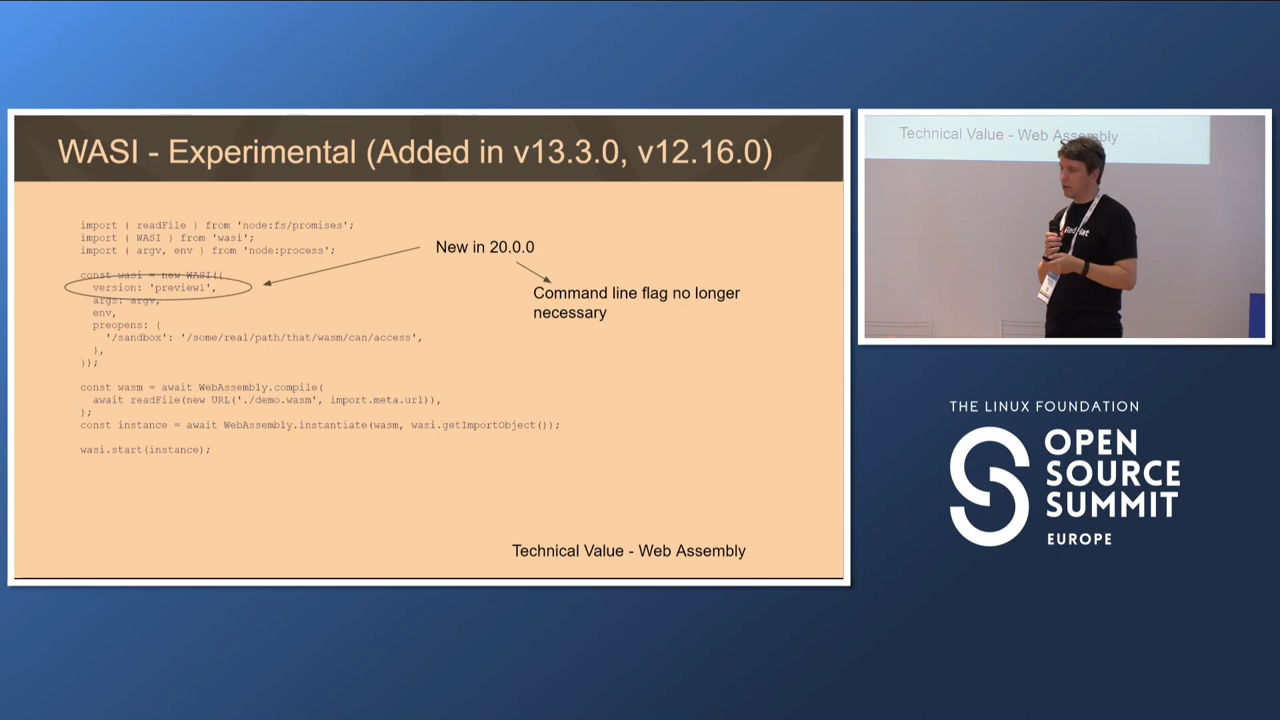 WASI - Experimental (Added in v13.3.0, v12.16.0)
import { readFile } from 'node:fs/promises';
import { WASI } from 'wasi';
import { argv, env } from 'node:process';
const wasi = new WASI({
version: 'preview1',
args: argv,
env,
preopens: {
'/sandbox': '/some/real/path/that/wasm/can/access',
},
});
const wasm = await WebAssembly.compile(
await readFile(new URL('./demo.wasm', import.meta.url)),
);
const instance = await WebAssembly.instantiate(wasm, wasi.getImportObject());
wasi.start(instance);
New in 20.0.0
Command line flag no longer
necessary
Technical Value - Web Assembly
Technical Value - Web Assembly
Red Hat
THE LINUX FOUNDATION
OPEN
SOURCE
SUMMIT
EUROPE